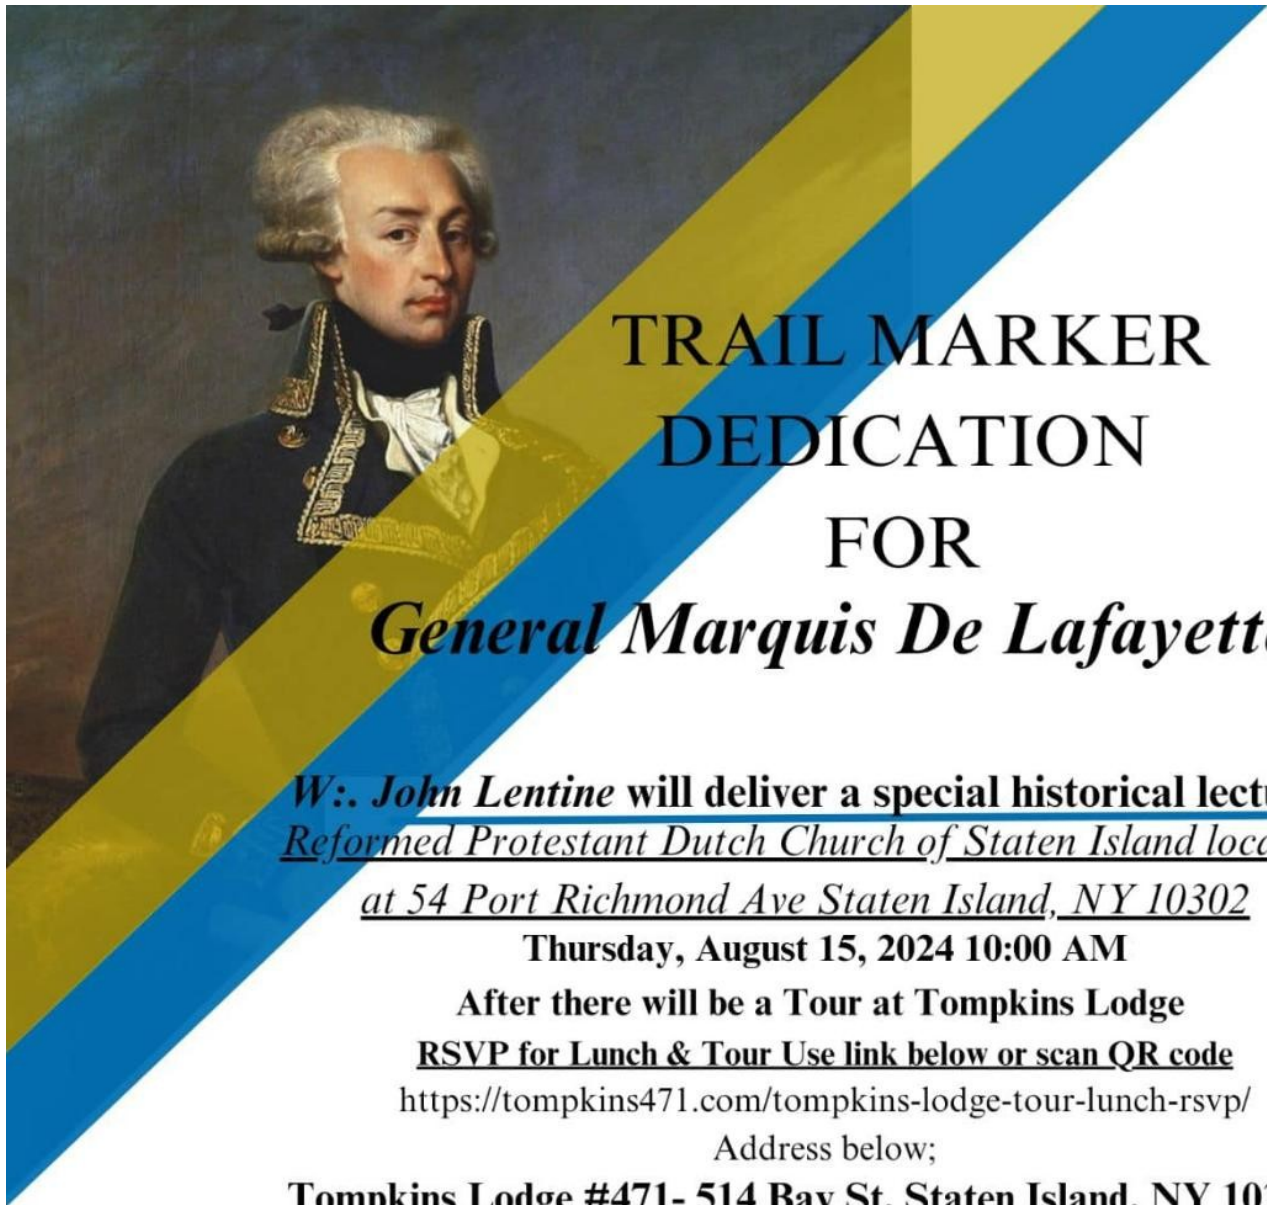 TRAIL MARKER
DEDICATION
FOR
General Marquis De Lafayett
W:. John Lentine will deliver a special historical lect
Reformed Protestant Dutch Church of Staten Island loca
at 54 Port Richmond Ave Staten Island, NY 10302
Thursday, August 15, 2024 10:00 AM
After there will be a Tour at Tompkins Lodge
RSVP for Lunch & Tour Use link below or scan QR code
https://tompkins471.com/tompkins-lodge-tour-lunch-rsvp/
Address below;
Tompkins Lodge #471- 514 Bay St. Staten Island, NY